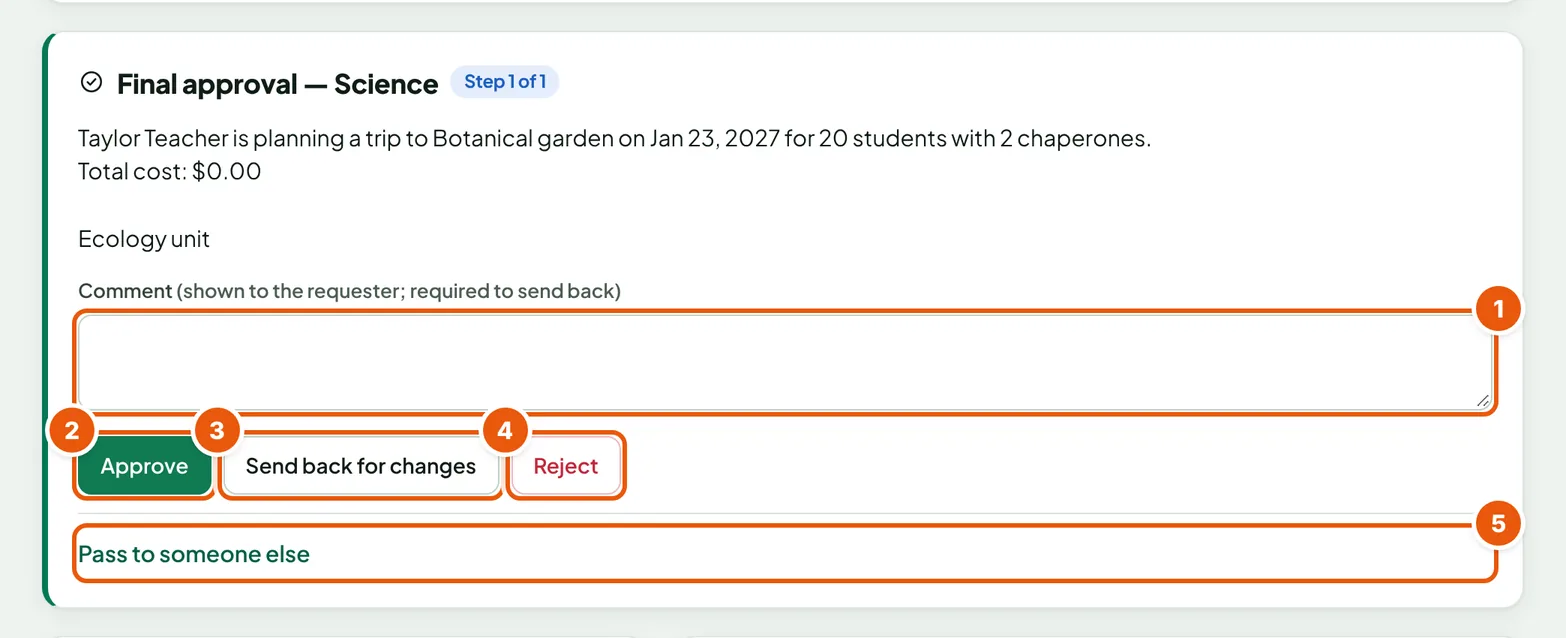 Final approval — Science Step 1 of 1
Taylor Teacher is planning a trip to Botanical garden on Jan 23, 2027 for 20 students with 2 chaperones.
Total cost: $0.00
Ecology unit
Comment (shown to the requester; required to send back)
1
2 3 4
Approve Send back for changes Reject
5
Pass to someone else